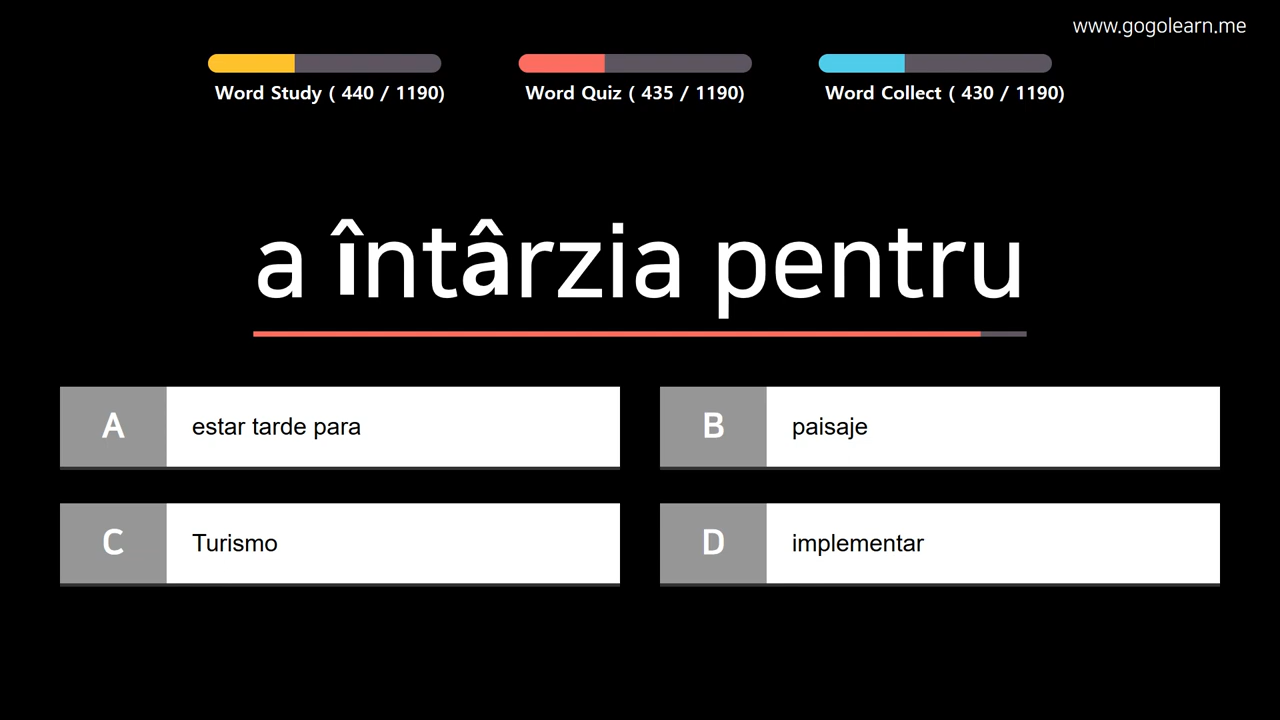 www.gogolearn.me
Word Study ( 440 / 1190)
Word Quiz ( 435 / 1190)
Word Collect ( 430 / 1190)
a întârzia pentru
A
estar tarde para
B
paisaje
C
Turismo
D
implementar